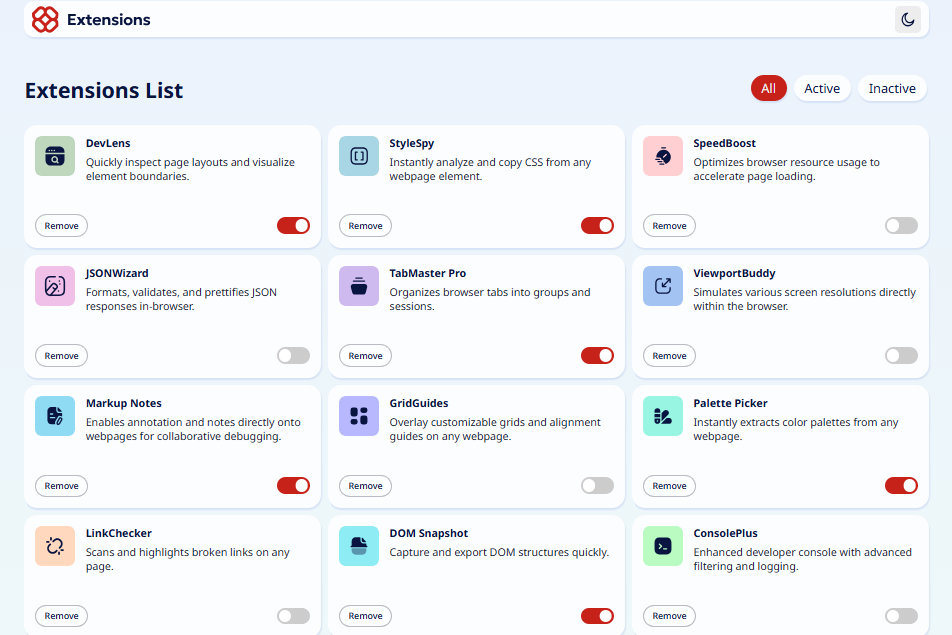 Extensions
Extensions List
All
Active
Inactive
DevLens
Quickly inspect page layouts and visualize
element boundaries.
Remove
StyleSpy
Instantly analyze and copy CSS from any
webpage element.
Remove
SpeedBoost
Optimizes browser resource usage to
accelerate page loading.
Remove
JSONWizard
Formats, validates, and prettifies JSON
responses in-browser.
Remove
TabMaster Pro
Organizes browser tabs into groups and
sessions.
Remove
ViewportBuddy
Simulates various screen resolutions directly
within the browser.
Remove
Markup Notes
Enables annotation and notes directly onto
webpages for collaborative debugging.
Remove
GridGuides
Overlay customizable grids and alignment
guides on any webpage.
Remove
Palette Picker
Instantly extracts color palettes from any
webpage.
Remove
LinkChecker
Scans and highlights broken links on any
page.
Remove
DOM Snapshot
Capture and export DOM structures quickly.
Remove
ConsolePlus
Enhanced developer console with advanced
filtering and logging.
Remove